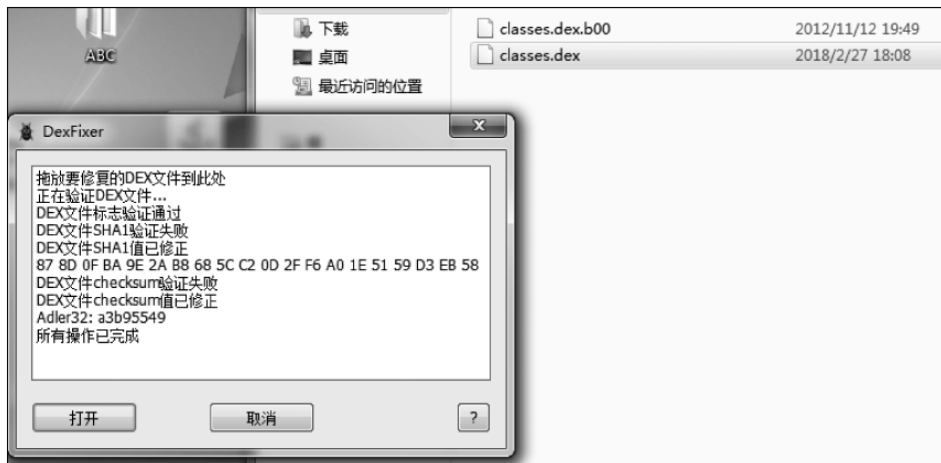 ABC
下载
桌面
最近访问的位置
classes.dex.b00 2012/11/12 19:49
classes.dex 2018/2/27 18:08
DexFixer
拖放要修复的DEX文件到此处
正在验证DEX文件...
DEX文件标志验证通过
DEX文件SHA1验证失败
DEX文件SHA1值已修正
87 8D 0F BA 9E 2A B8 68 5C C2 0D 2F F6 A0 1E 51 59 D3 EB 58
DEX文件checksum验证失败
DEX文件checksum值已修正
Adler32: a3b95549
所有操作已完成
打开 取消 ?